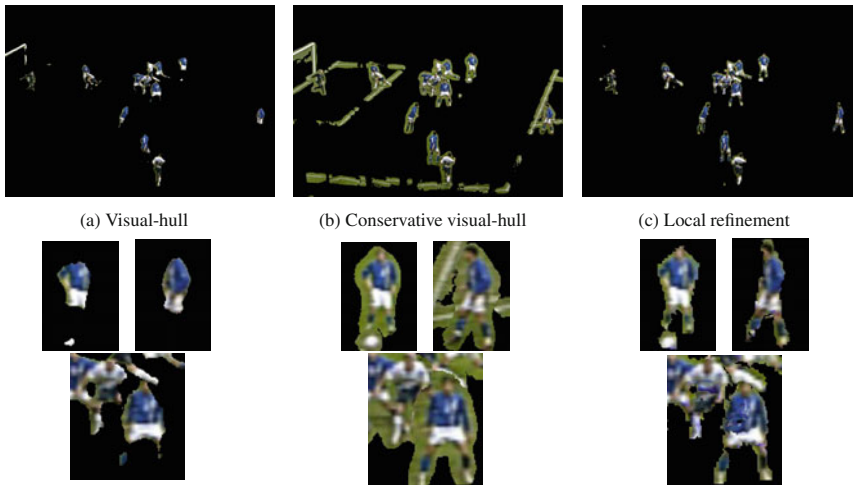 (a) Visual-hull
(b) Conservative visual-hull
(c) Local refinement